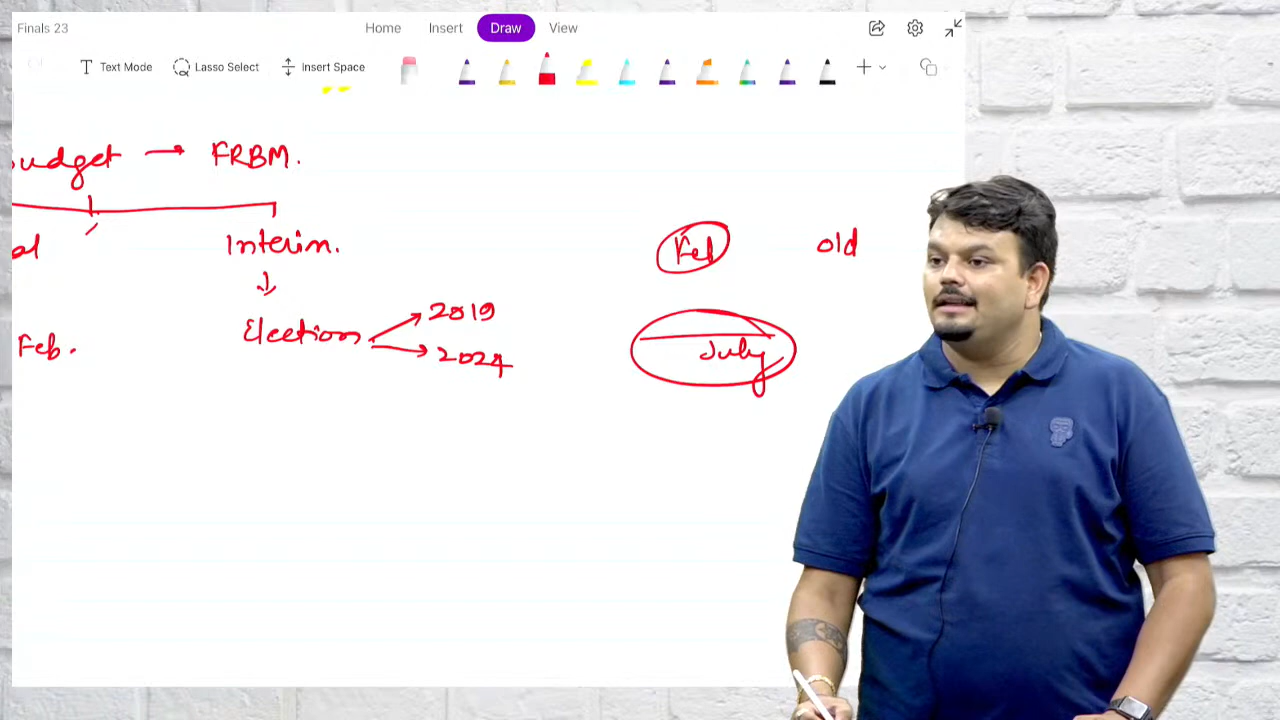 Finals 23
Home Insert Draw View
Text Mode Lasso Select Insert Space
udget → FRBM.
al Interim. Feb old
↓
Feb. Elections → 2019 July
→ 2024